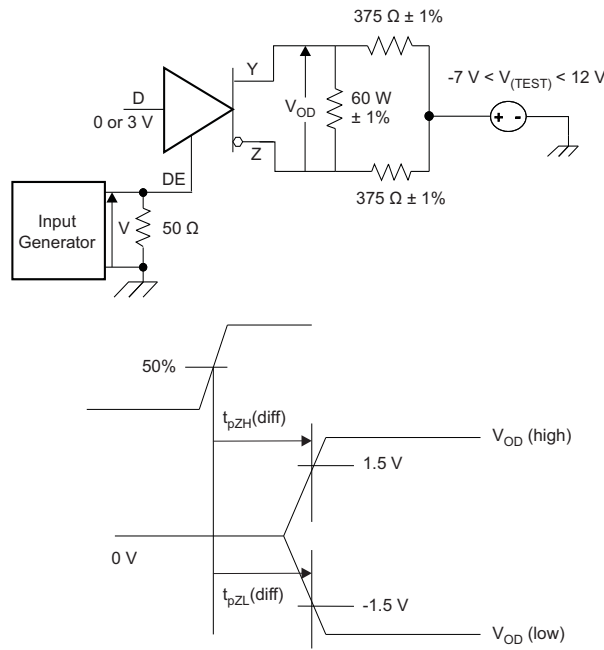 375 Ω ± 1%
Y
-7 V < V(TEST) < 12 V
D
0 or 3 V
VOD
60 W
± 1%
+ -
Z
DE
375 Ω ± 1%
Input
Generator
V
50 Ω
50%
tpZH(diff)
VOD (high)
1.5 V
0 V
tpZL(diff)
-1.5 V
VOD (low)